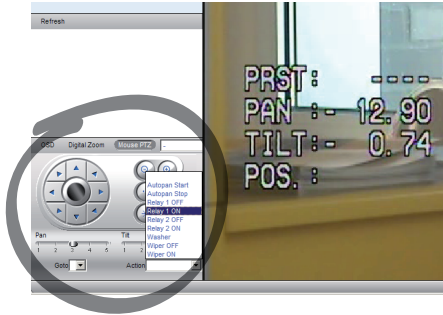 Refresh
OSD Digital Zoom Mouse PTZ -
Autopan Start
Autopan Stop
Relay 1 OFF
Relay 1 ON
Relay 2 OFF
Relay 2 ON
Washer
Wiper OFF
Wiper ON
Pan Tilt
1 2 3 4 5 1 2
Goto Action
PRST: ----
PAN :- 12.90
TILT:- 0.74
POS. :